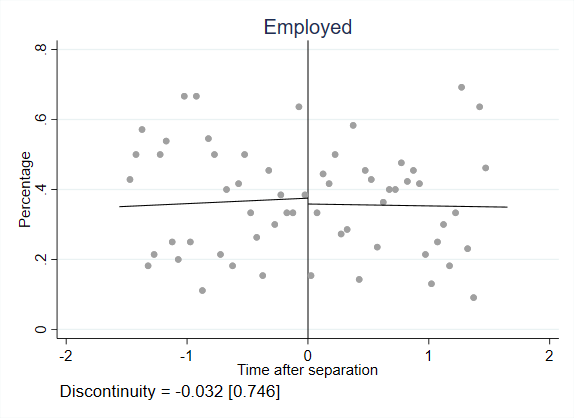 Employed
Percentage
.8
.6
.4
.2
0
-2 -1 0 1 2
Time after separation
Discontinuity = -0.032 [0.746]